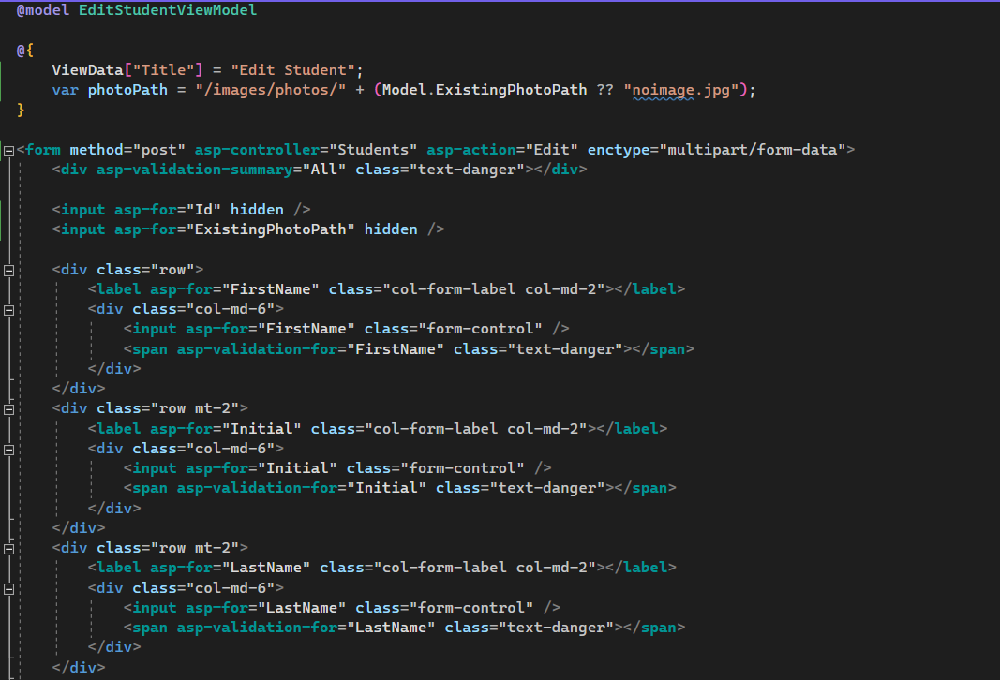 @model EditStudentViewModel
@{
ViewData["Title"] = "Edit Student";
var photoPath = "/images/photos/" + (Model.ExistingPhotoPath ?? "noimage.jpg");
}
<form method="post" asp-controller="Students" asp-action="Edit" enctype="multipart/form-data">
<div asp-validation-summary="All" class="text-danger"></div>
<input asp-for="Id" hidden />
<input asp-for="ExistingPhotoPath" hidden />
<div class="row">
<label asp-for="FirstName" class="col-form-label col-md-2"></label>
<div class="col-md-6">
<input asp-for="FirstName" class="form-control" />
<span asp-validation-for="FirstName" class="text-danger"></span>
</div>
</div>
<div class="row mt-2">
<label asp-for="Initial" class="col-form-label col-md-2"></label>
<div class="col-md-6">
<input asp-for="Initial" class="form-control" />
<span asp-validation-for="Initial" class="text-danger"></span>
</div>
</div>
<div class="row mt-2">
<label asp-for="LastName" class="col-form-label col-md-2"></label>
<div class="col-md-6">
<input asp-for="LastName" class="form-control" />
<span asp-validation-for="LastName" class="text-danger"></span>
</div>
</div>